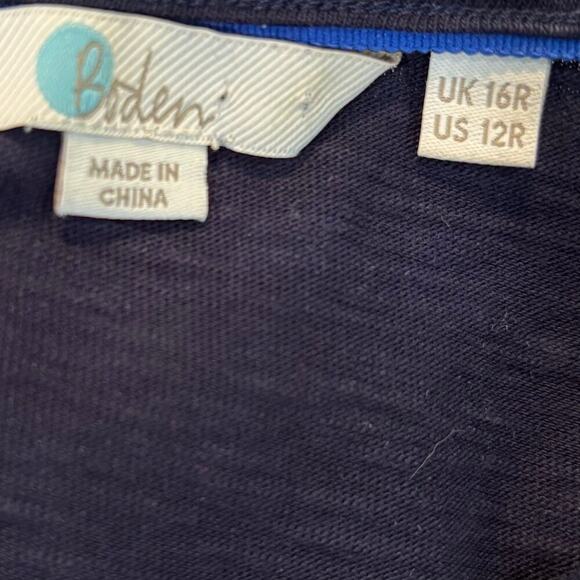 Boden
MADE IN
CHINA
UK 16R
US 12R